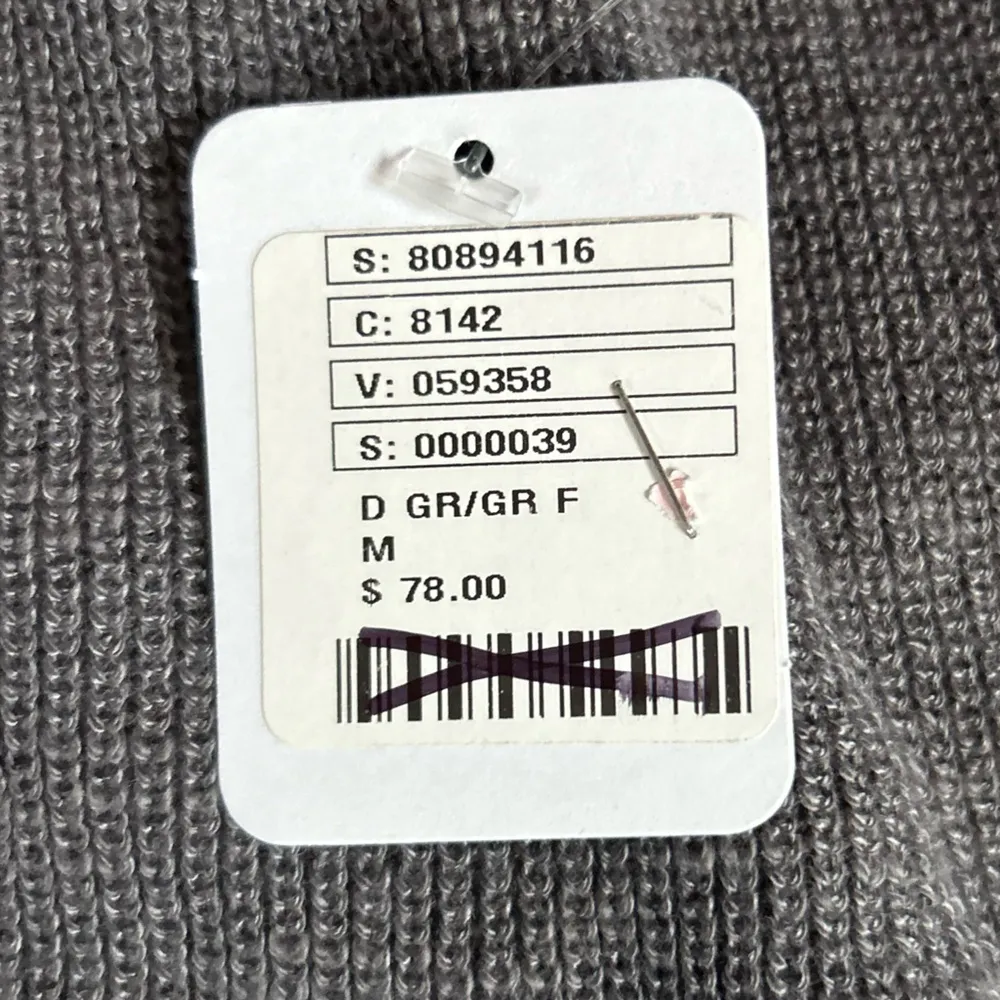 S: 80894116
C: 8142
V: 059358
S: 0000039
D GR/GR F
M
$ 78.00